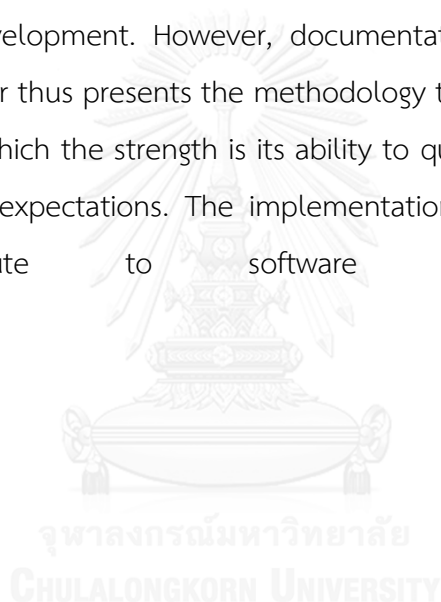 velopment. However, documentat
r thus presents the methodology t
hich the strength is its ability to qu
expectations. The implementation
ute to software
จุฬาลงกรณ์มหาวิทยาลัย
CHULALONGKORN UNIVERSITY